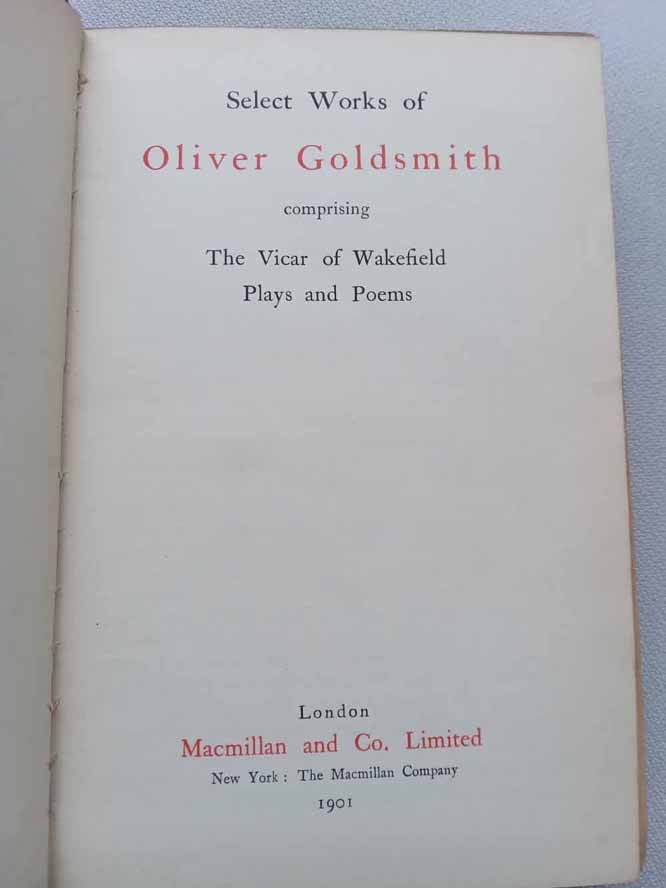 Select Works of
Oliver Goldsmith
comprising
The Vicar of Wakefield
Plays and Poems
London
Macmillan and Co. Limited
New York : The Macmillan Company
1901